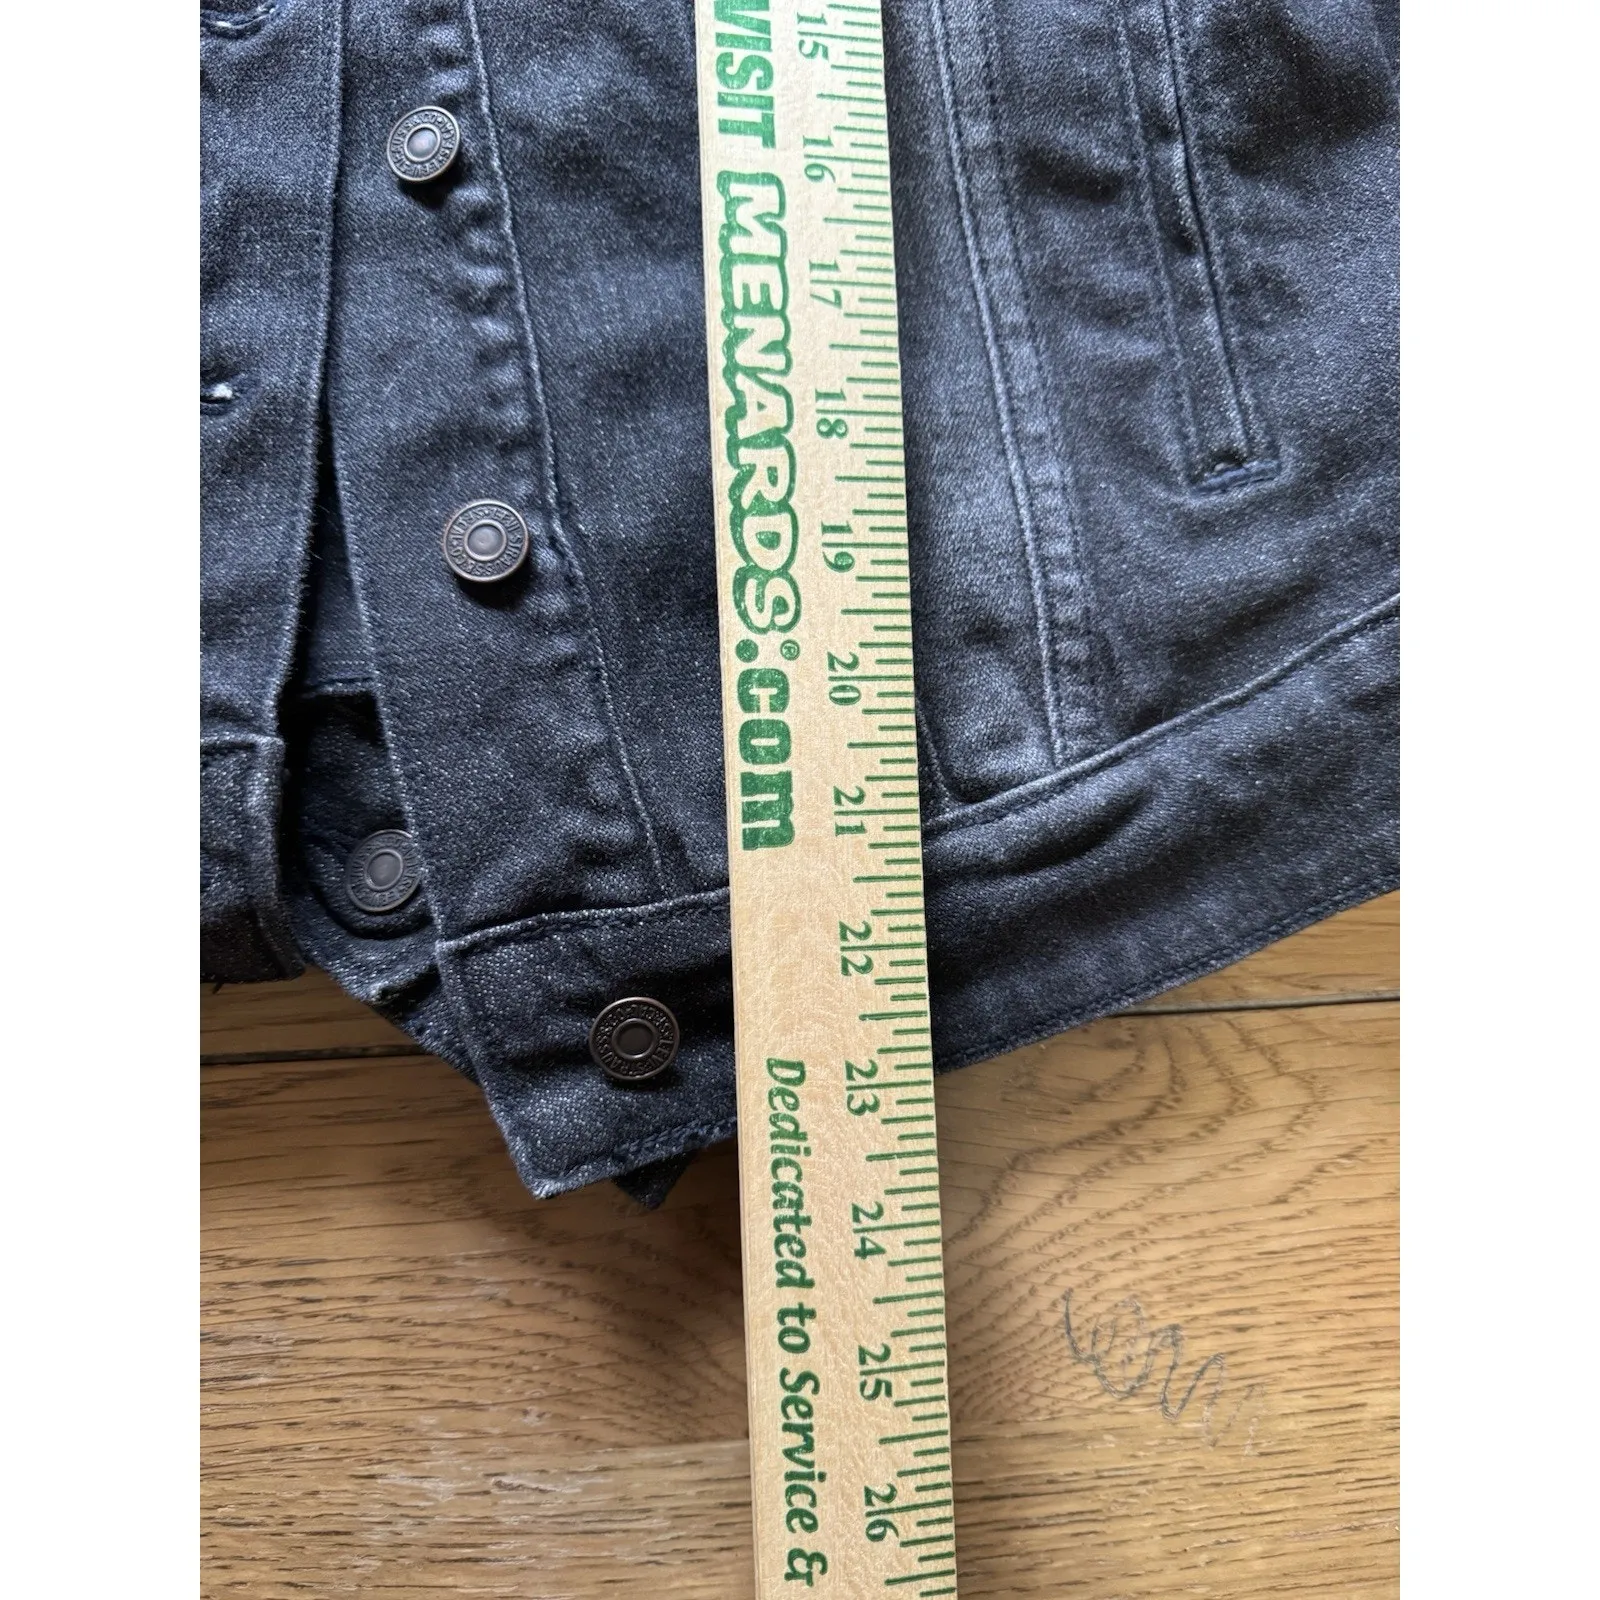 VISIT MENARDS®.com
Dedicated to Service &
15 16 17 18 19 20 21 22 23 24 25 26